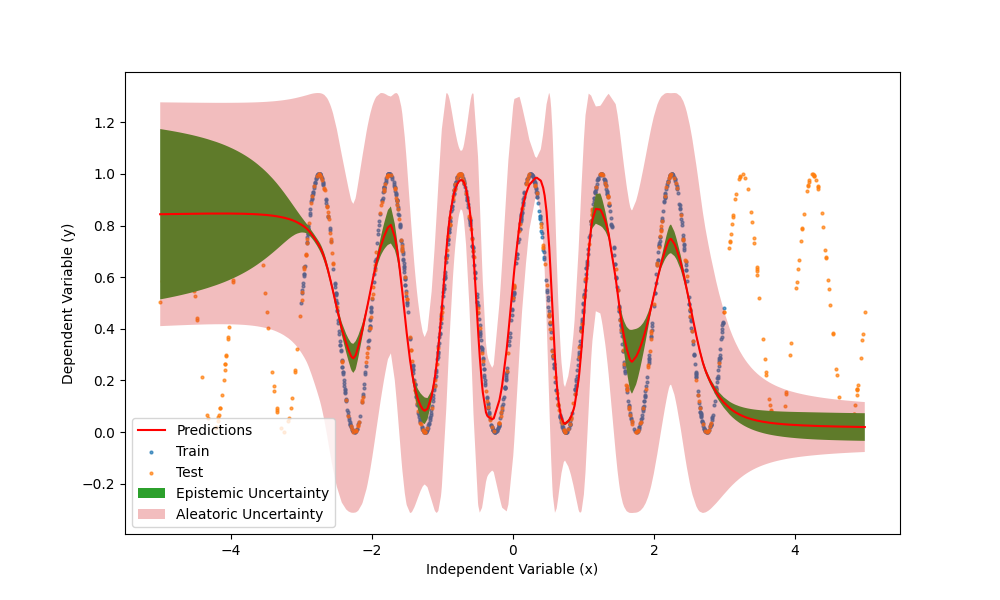 1.2
1.0
0.8
0.6
0.4
0.2
0.0
−0.2
Dependent Variable (y)
Predictions
Train
Test
Epistemic Uncertainty
Aleatoric Uncertainty
−4 −2 0 2 4
Independent Variable (x)